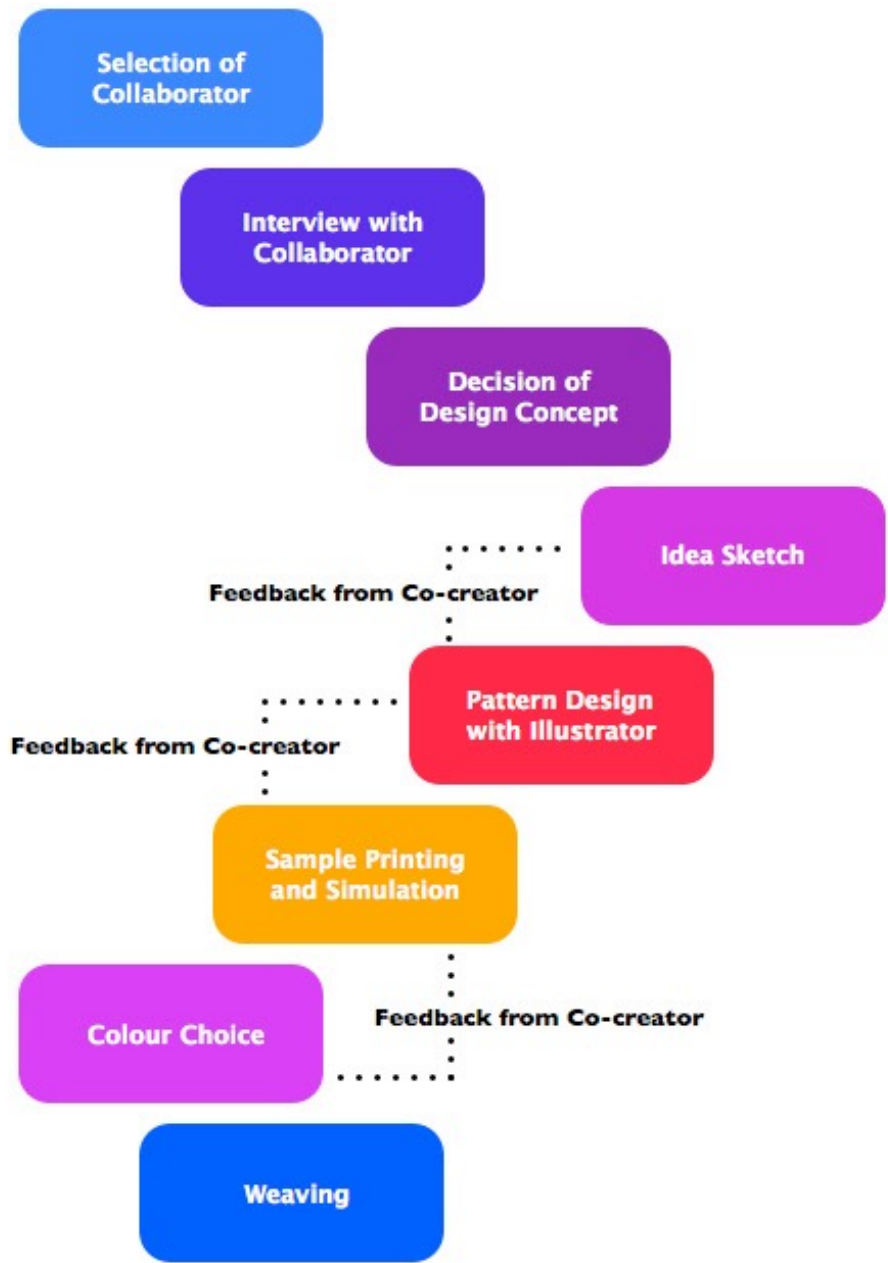 Selection of
Collaborator
Interview with
Collaborator
Decision of
Design Concept
Idea Sketch
Feedback from Co-creator
Pattern Design
with Illustrator
Feedback from Co-creator
Sample Printing
and Simulation
Feedback from Co-creator
Colour Choice
Weaving